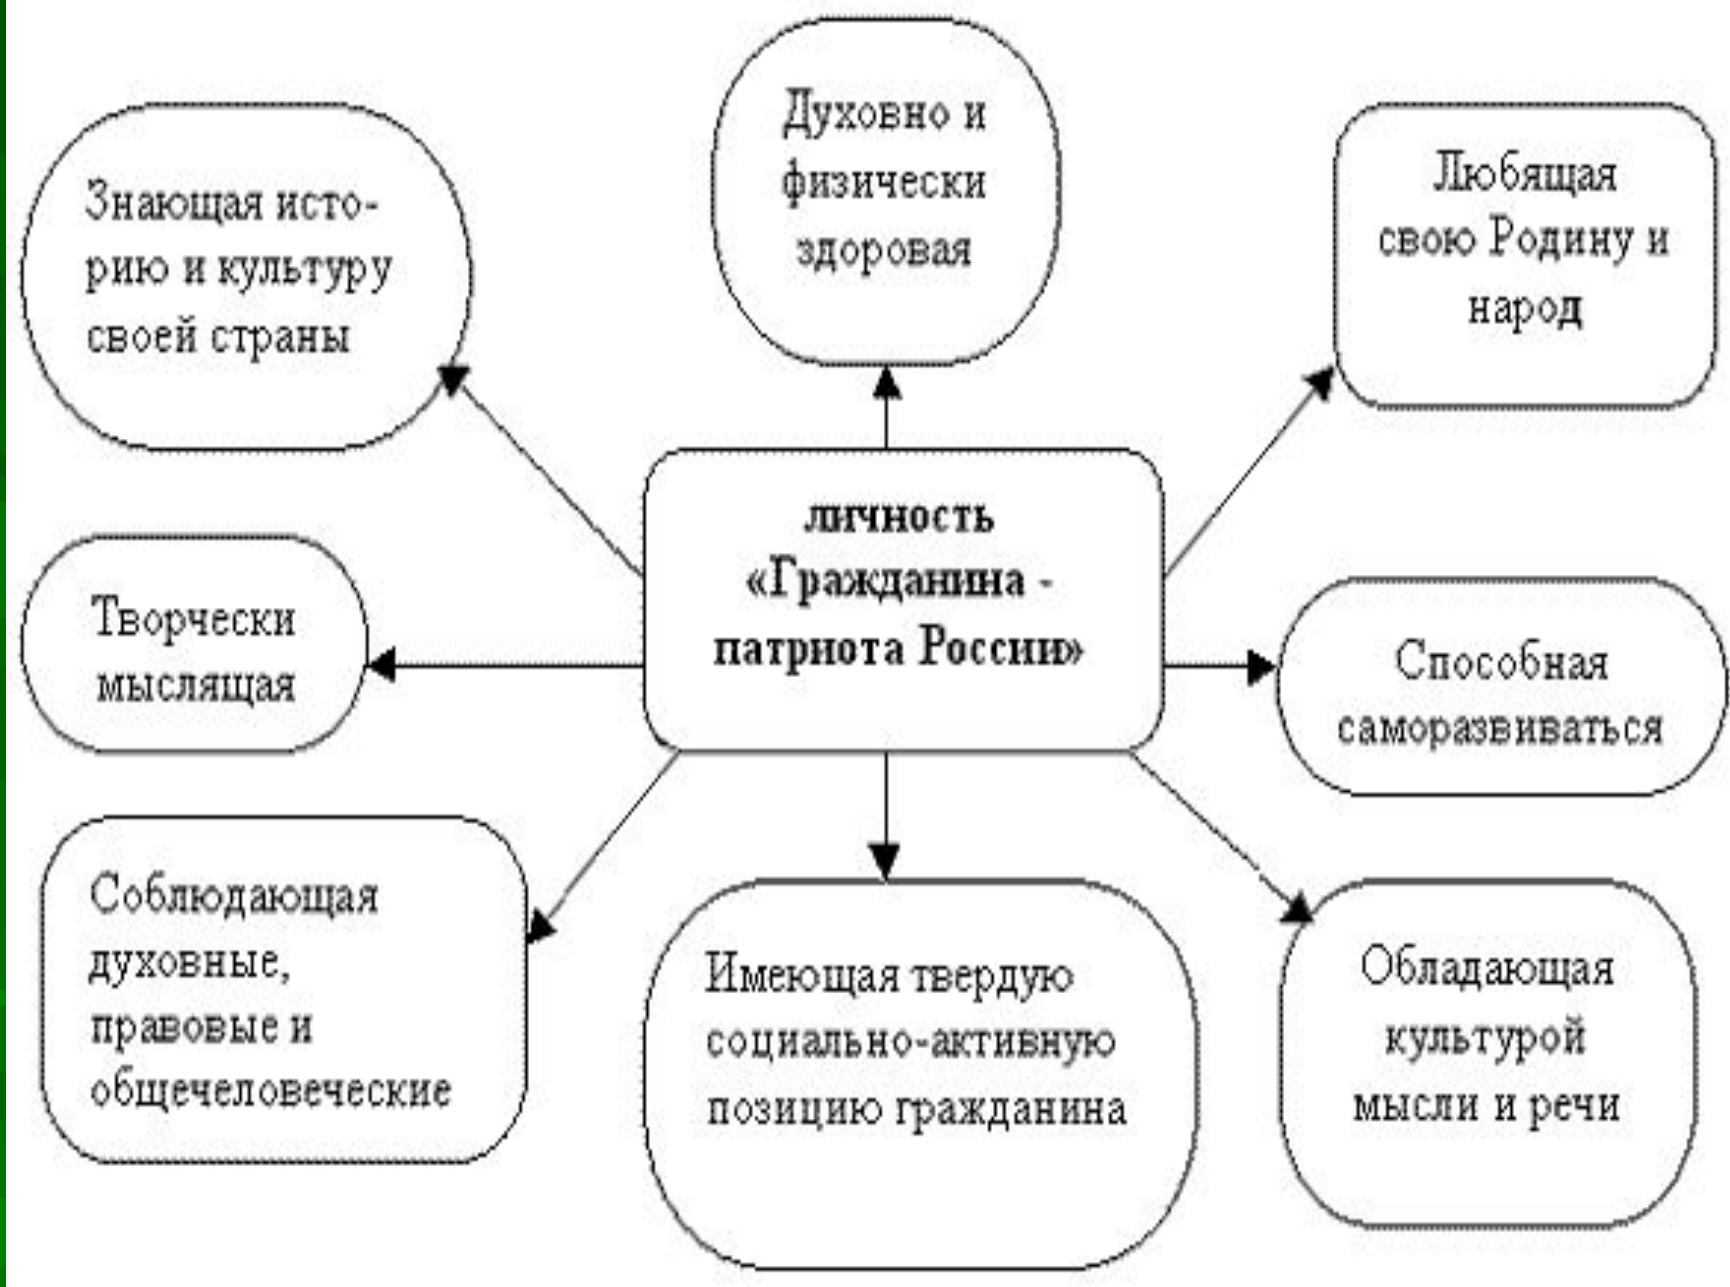 Духовно и
физически
здоровая
Знающая исто-
рию и культуру
своей страны
Любящая
свою Родину и
народ
личность
«Гражданина -
патриота России»
Творчески
мыслящая
Способная
саморазвиваться
Соблюдающая
духовные,
правовые и
общечеловеческие
Имеющая твердую
социально-активную
позицию гражданина
Обладающая
культурой
мысли и речи